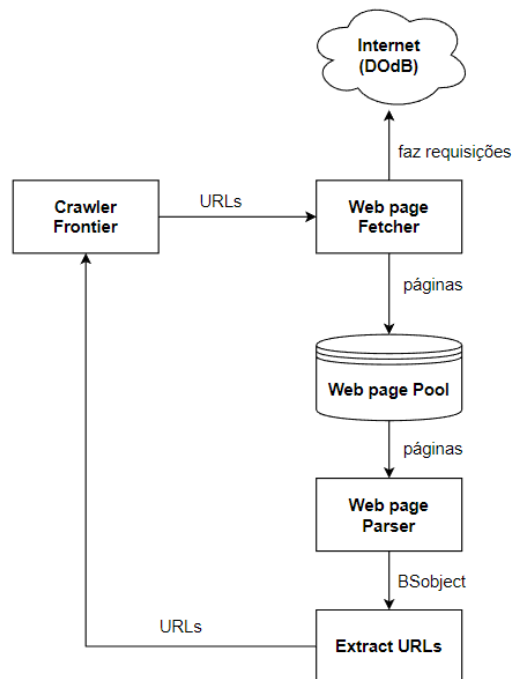 Internet
(DOdB)
faz requisições
URLs
Crawler
Frontier
Web page
Fetcher
páginas
Web page Pool
páginas
Web page
Parser
BSobject
URLs
Extract URLs